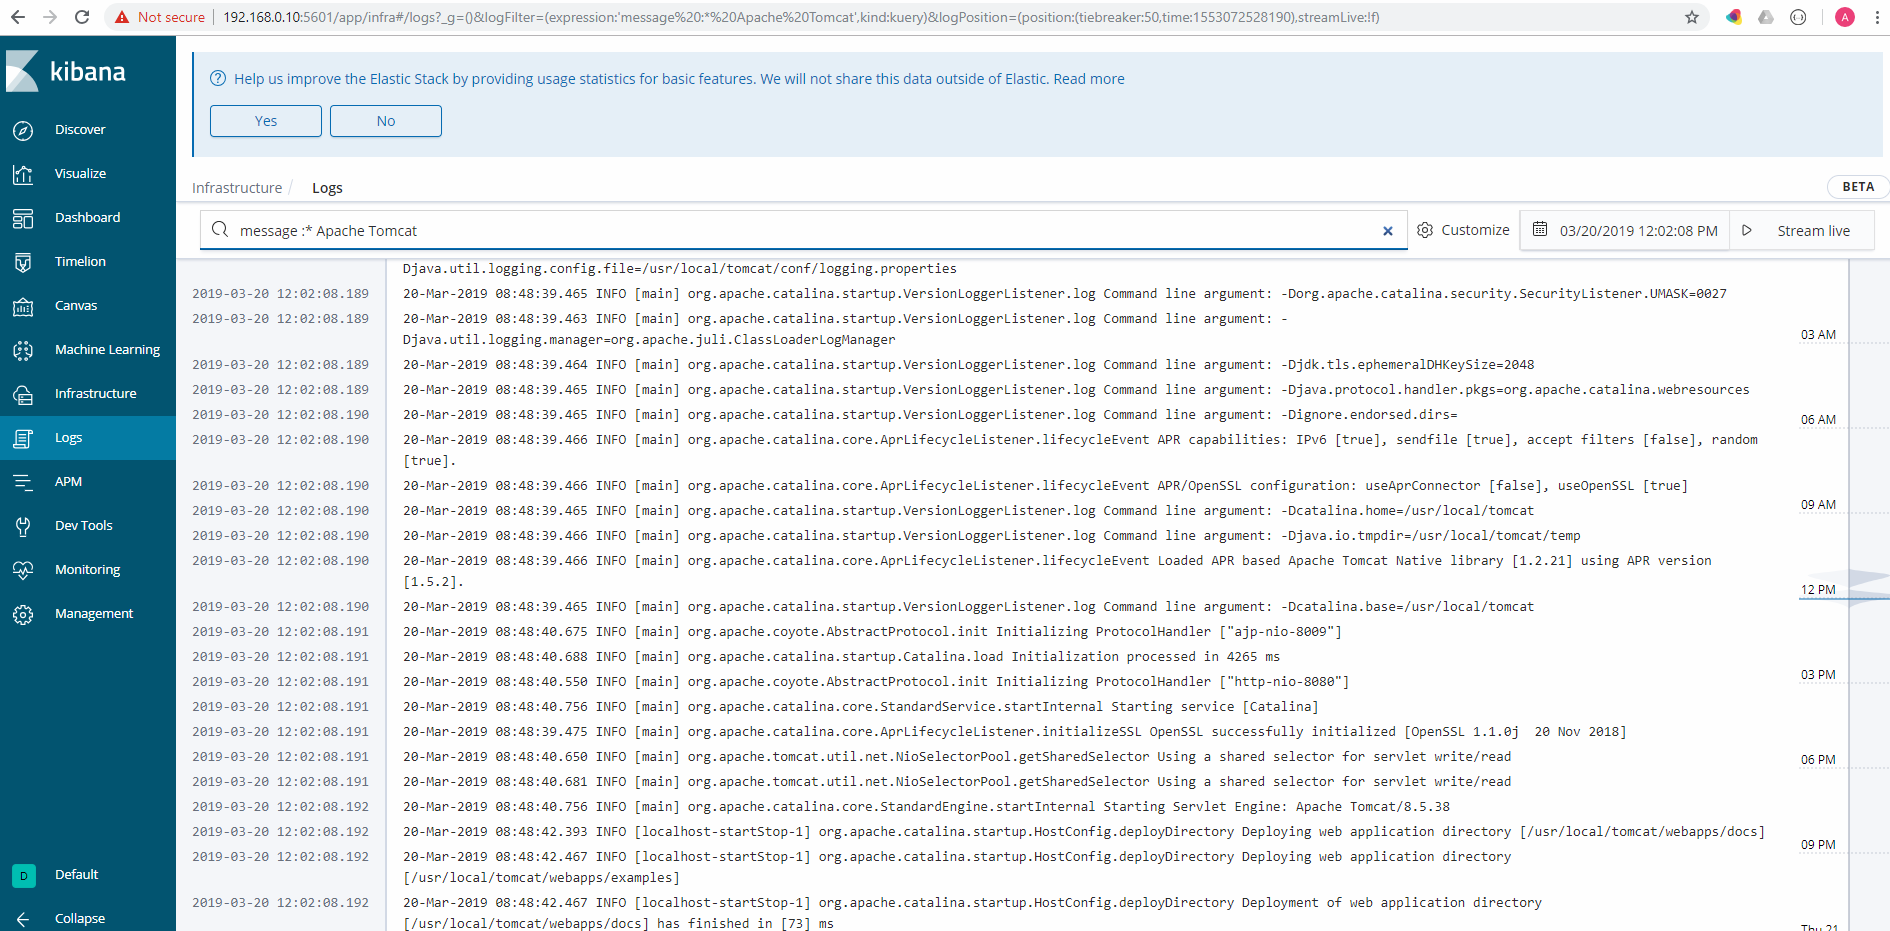 Not secure | 192.168.0.10:5601/app/infra#/logs?_g=()&logFilter=(expression:'message%20:*%20Apache%20Tomcat',kind:kuery)&logPosition=(position:(tiebreaker:50,time:1553072528190),streamLive:!f)
A
kibana
Discover
Visualize
Dashboard
Timelion
Canvas
Machine Learning
Infrastructure
Logs
APM
Dev Tools
Monitoring
Management
D Default
Collapse
Help us improve the Elastic Stack by providing usage statistics for basic features. We will not share this data outside of Elastic. Read more
Yes No
Infrastructure / Logs
BETA
message :* Apache Tomcat
Customize
03/20/2019 12:02:08 PM
Stream live
Djava.util.logging.config.file=/usr/local/tomcat/conf/logging.properties
2019-03-20 12:02:08.189 20-Mar-2019 08:48:39.465 INFO [main] org.apache.catalina.startup.VersionLoggerListener.log Command line argument: -Dorg.apache.catalina.security.SecurityListener.UMASK=0027
2019-03-20 12:02:08.189 20-Mar-2019 08:48:39.463 INFO [main] org.apache.catalina.startup.VersionLoggerListener.log Command line argument: -
Djava.util.logging.manager=org.apache.juli.ClassLoaderLogManager
2019-03-20 12:02:08.189 20-Mar-2019 08:48:39.464 INFO [main] org.apache.catalina.startup.VersionLoggerListener.log Command line argument: -Djdk.tls.ephemeralDHKeySize=2048
2019-03-20 12:02:08.189 20-Mar-2019 08:48:39.465 INFO [main] org.apache.catalina.startup.VersionLoggerListener.log Command line argument: -Djava.protocol.handler.pkgs=org.apache.catalina.webresources
2019-03-20 12:02:08.190 20-Mar-2019 08:48:39.465 INFO [main] org.apache.catalina.startup.VersionLoggerListener.log Command line argument: -Dignore.endorsed.dirs=
2019-03-20 12:02:08.190 20-Mar-2019 08:48:39.466 INFO [main] org.apache.catalina.core.AprLifecycleListener.lifecycleEvent APR capabilities: IPv6 [true], sendfile [true], accept filters [false], random
[true].
2019-03-20 12:02:08.190 20-Mar-2019 08:48:39.466 INFO [main] org.apache.catalina.core.AprLifecycleListener.lifecycleEvent APR/OpenSSL configuration: useAprConnector [false], useOpenSSL [true]
2019-03-20 12:02:08.190 20-Mar-2019 08:48:39.465 INFO [main] org.apache.catalina.startup.VersionLoggerListener.log Command line argument: -Dcatalina.home=/usr/local/tomcat
2019-03-20 12:02:08.190 20-Mar-2019 08:48:39.466 INFO [main] org.apache.catalina.startup.VersionLoggerListener.log Command line argument: -Djava.io.tmpdir=/usr/local/tomcat/temp
2019-03-20 12:02:08.190 20-Mar-2019 08:48:39.466 INFO [main] org.apache.catalina.core.AprLifecycleListener.lifecycleEvent Loaded APR based Apache Tomcat Native library [1.2.21] using APR version
[1.5.2].
2019-03-20 12:02:08.190 20-Mar-2019 08:48:39.465 INFO [main] org.apache.catalina.startup.VersionLoggerListener.log Command line argument: -Dcatalina.base=/usr/local/tomcat
2019-03-20 12:02:08.191 20-Mar-2019 08:48:40.675 INFO [main] org.apache.coyote.AbstractProtocol.init Initializing ProtocolHandler ["ajp-nio-8009"]
2019-03-20 12:02:08.191 20-Mar-2019 08:48:40.688 INFO [main] org.apache.catalina.startup.Catalina.load Initialization processed in 4265 ms
2019-03-20 12:02:08.191 20-Mar-2019 08:48:40.550 INFO [main] org.apache.coyote.AbstractProtocol.init Initializing ProtocolHandler ["http-nio-8080"]
2019-03-20 12:02:08.191 20-Mar-2019 08:48:40.756 INFO [main] org.apache.catalina.core.StandardService.startInternal Starting service [Catalina]
2019-03-20 12:02:08.191 20-Mar-2019 08:48:39.475 INFO [main] org.apache.catalina.core.AprLifecycleListener.initializeSSL OpenSSL successfully initialized [OpenSSL 1.1.0j  20 Nov 2018]
2019-03-20 12:02:08.191 20-Mar-2019 08:48:40.650 INFO [main] org.apache.tomcat.util.net.NioSelectorPool.getSharedSelector Using a shared selector for servlet write/read
2019-03-20 12:02:08.191 20-Mar-2019 08:48:40.681 INFO [main] org.apache.tomcat.util.net.NioSelectorPool.getSharedSelector Using a shared selector for servlet write/read
2019-03-20 12:02:08.192 20-Mar-2019 08:48:40.756 INFO [main] org.apache.catalina.core.StandardEngine.startInternal Starting Servlet Engine: Apache Tomcat/8.5.38
2019-03-20 12:02:08.192 20-Mar-2019 08:48:42.393 INFO [localhost-startStop-1] org.apache.catalina.startup.HostConfig.deployDirectory Deploying web application directory [/usr/local/tomcat/webapps/docs]
2019-03-20 12:02:08.192 20-Mar-2019 08:48:42.467 INFO [localhost-startStop-1] org.apache.catalina.startup.HostConfig.deployDirectory Deploying web application directory
[/usr/local/tomcat/webapps/examples]
2019-03-20 12:02:08.192 20-Mar-2019 08:48:42.467 INFO [localhost-startStop-1] org.apache.catalina.startup.HostConfig.deployDirectory Deployment of web application directory
[/usr/local/tomcat/webapps/docs] has finished in [73] ms
03 AM
06 AM
09 AM
12 PM
03 PM
06 PM
09 PM
Thu 21